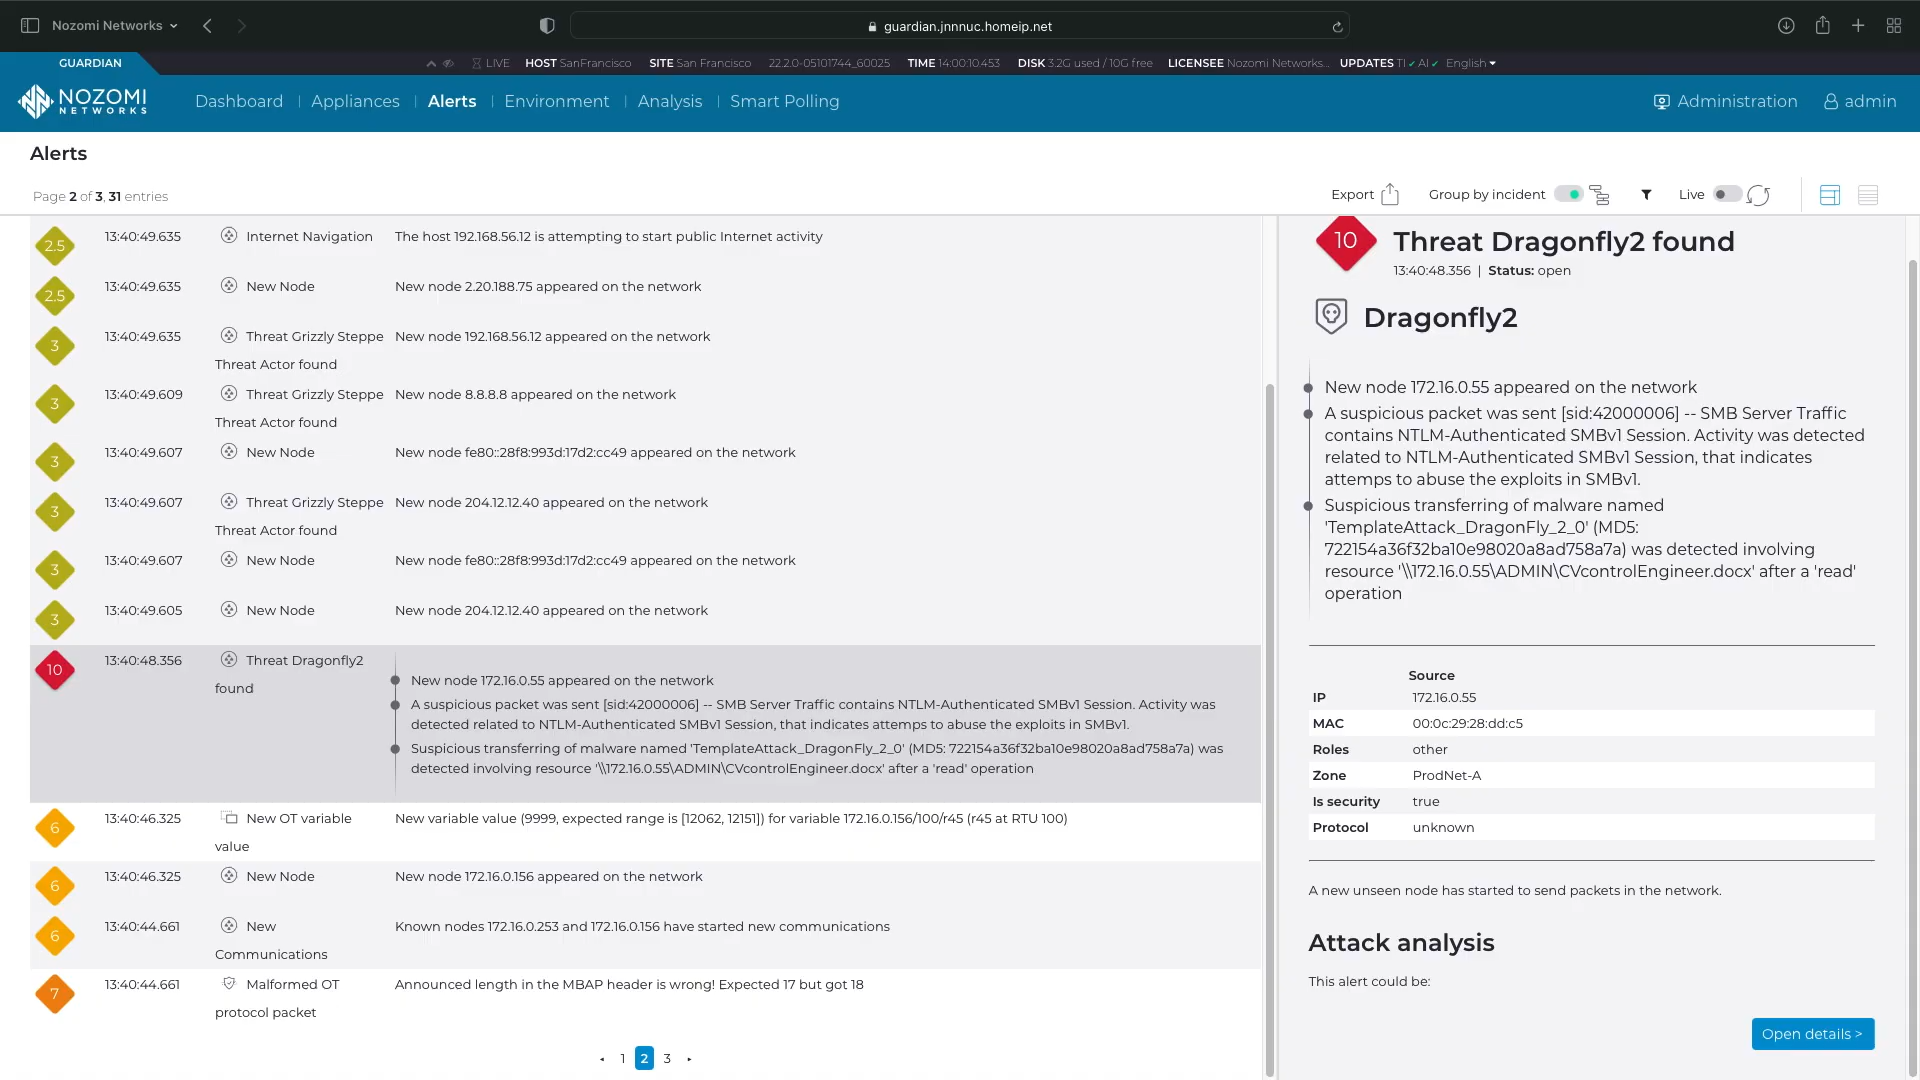 Nozomi Networks
guardian.jnnnuc.homeip.net
GUARDIAN
LIVE HOST SanFrancisco SITE San Francisco 22.2.0-05101744_60025 TIME 14:00:10.453 DISK 3.2G used / 10G free LICENSEE Nozomi Networks... UPDATES TI ✓ AI ✓ English
NOZOMI
NETWORKS
Dashboard | Appliances | Alerts | Environment | Analysis | Smart Polling
Administration admin
Alerts
Page 2 of 3, 31 entries
Export Group by incident Live
2.5 13:40:49.635 Internet Navigation The host 192.168.56.12 is attempting to start public Internet activity
2.5 13:40:49.635 New Node New node 2.20.188.75 appeared on the network
3 13:40:49.635 Threat Grizzly Steppe New node 192.168.56.12 appeared on the network
Threat Actor found
3 13:40:49.609 Threat Grizzly Steppe New node 8.8.8.8 appeared on the network
Threat Actor found
3 13:40:49.607 New Node New node fe80::28f8:993d:17d2:cc49 appeared on the network
3 13:40:49.607 Threat Grizzly Steppe New node 204.12.12.40 appeared on the network
Threat Actor found
3 13:40:49.607 New Node New node fe80::28f8:993d:17d2:cc49 appeared on the network
3 13:40:49.605 New Node New node 204.12.12.40 appeared on the network
10 13:40:48.356 Threat Dragonfly2
found
New node 172.16.0.55 appeared on the network
A suspicious packet was sent [sid:42000006] -- SMB Server Traffic contains NTLM-Authenticated SMBv1 Session. Activity was
detected related to NTLM-Authenticated SMBv1 Session, that indicates attemps to abuse the exploits in SMBv1.
Suspicious transferring of malware named 'TemplateAttack_DragonFly_2_0' (MD5: 722154a36f32ba10e98020a8ad758a7a) was
detected involving resource '\\172.16.0.55\ADMIN\CVcontrolEngineer.docx' after a 'read' operation
6 13:40:46.325 New OT variable New variable value (9999, expected range is [12062, 12151]) for variable 172.16.0.156/100/r45 (r45 at RTU 100)
value
6 13:40:46.325 New Node New node 172.16.0.156 appeared on the network
6 13:40:44.661 New Known nodes 172.16.0.253 and 172.16.0.156 have started new communications
Communications
7 13:40:44.661 Malformed OT Announced length in the MBAP header is wrong! Expected 17 but got 18
protocol packet
1 2 3
10 Threat Dragonfly2 found
13:40:48.356 | Status: open
Dragonfly2
New node 172.16.0.55 appeared on the network
A suspicious packet was sent [sid:42000006] -- SMB Server Traffic
contains NTLM-Authenticated SMBv1 Session. Activity was detected
related to NTLM-Authenticated SMBv1 Session, that indicates
attemps to abuse the exploits in SMBv1.
Suspicious transferring of malware named
'TemplateAttack_DragonFly_2_0' (MD5:
722154a36f32ba10e98020a8ad758a7a) was detected involving
resource '\\172.16.0.55\ADMIN\CVcontrolEngineer.docx' after a 'read'
operation
Source
IP 172.16.0.55
MAC 00:0c:29:28:dd:c5
Roles other
Zone ProdNet-A
Is security true
Protocol unknown
A new unseen node has started to send packets in the network.
Attack analysis
This alert could be:
Open details >